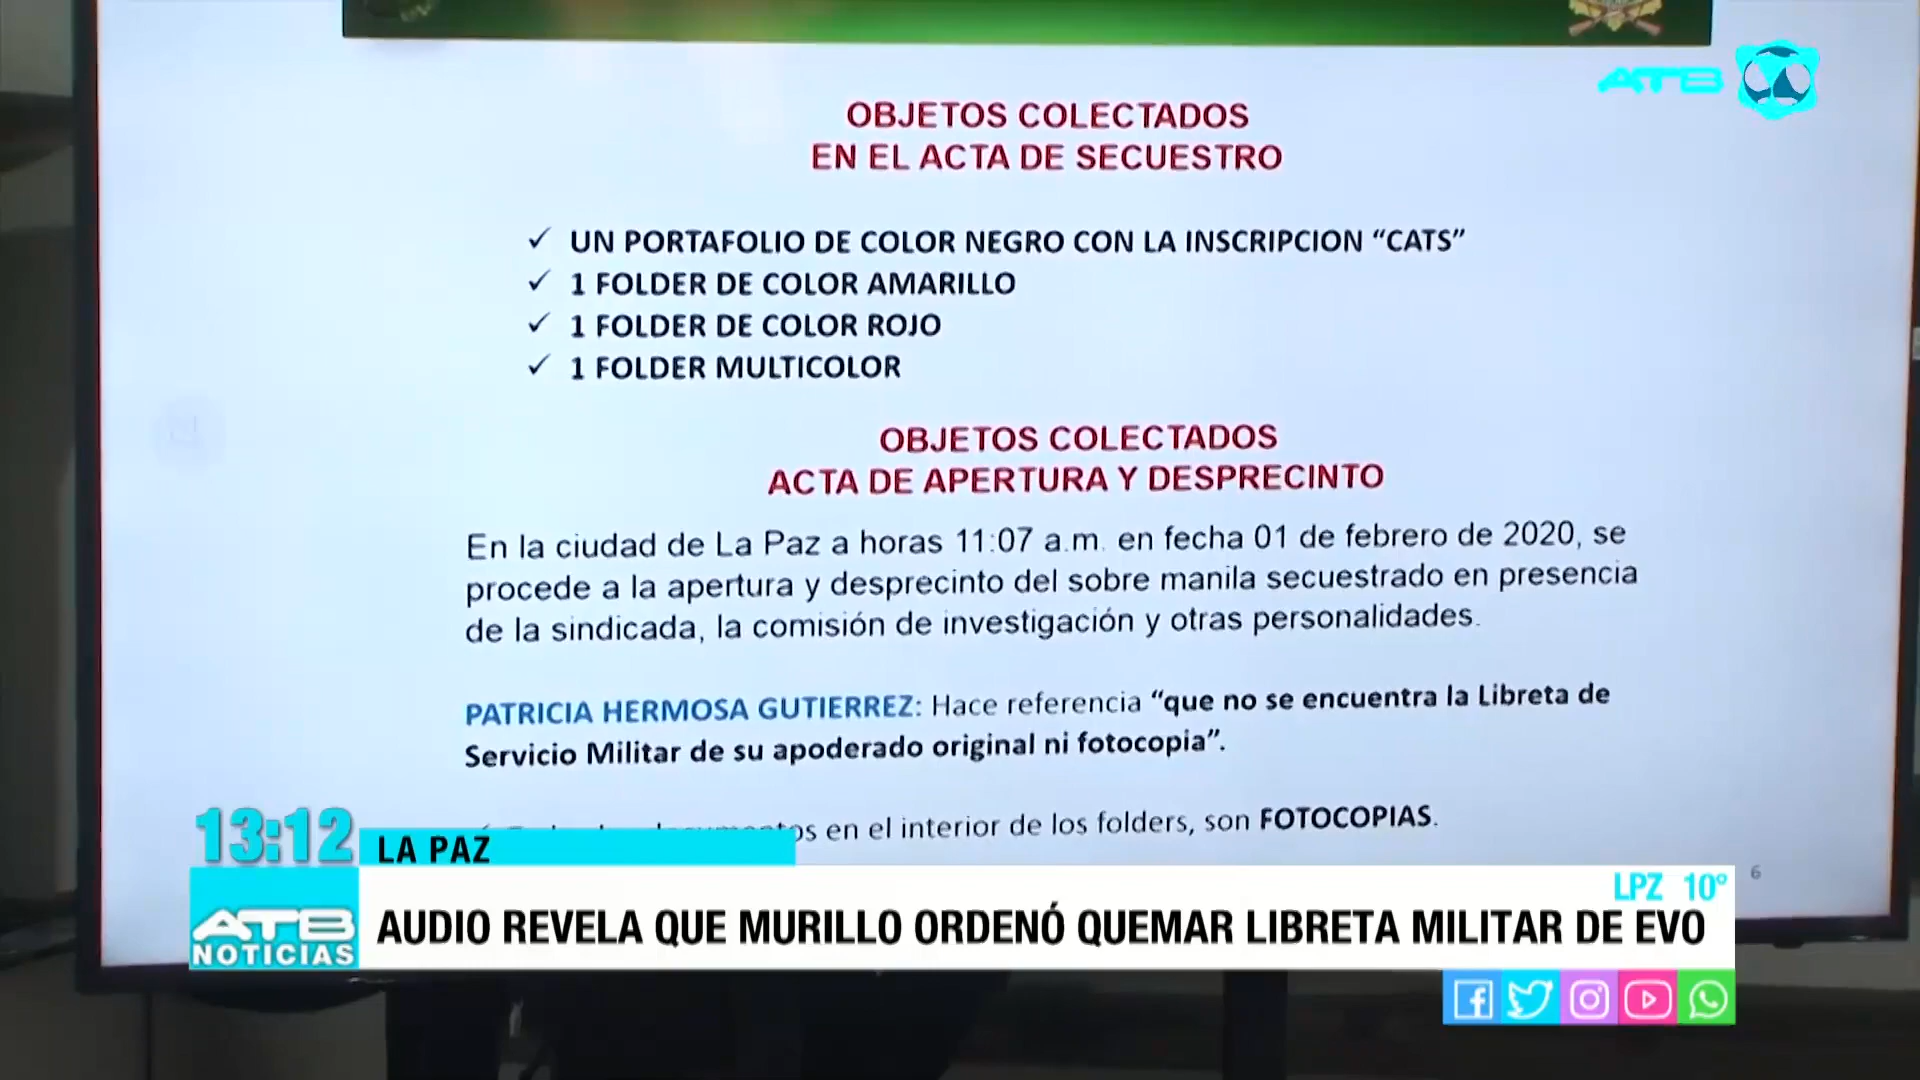 ATB
OBJETOS COLECTADOS
EN EL ACTA DE SECUESTRO
✓ UN PORTAFOLIO DE COLOR NEGRO CON LA INSCRIPCION “CATS”
✓ 1 FOLDER DE COLOR AMARILLO
✓ 1 FOLDER DE COLOR ROJO
✓ 1 FOLDER MULTICOLOR
OBJETOS COLECTADOS
ACTA DE APERTURA Y DESPRECINTO
En la ciudad de La Paz a horas 11:07 a.m. en fecha 01 de febrero de 2020, se
procede a la apertura y desprecinto del sobre manila secuestrado en presencia
de la sindicada, la comisión de investigación y otras personalidades.
PATRICIA HERMOSA GUTIERREZ: Hace referencia “que no se encuentra la Libreta de
Servicio Militar de su apoderado original ni fotocopia”.
en el interior de los folders, son FOTOCOPIAS.
6
13:12
LA PAZ
LPZ 10°
ATB
NOTICIAS
AUDIO REVELA QUE MURILLO ORDENÓ QUEMAR LIBRETA MILITAR DE EVO